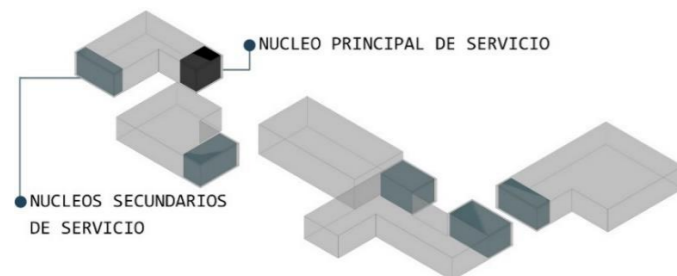 NUCLEO PRINCIPAL DE SERVICIO
NUCLEOS SECUNDARIOS
DE SERVICIO